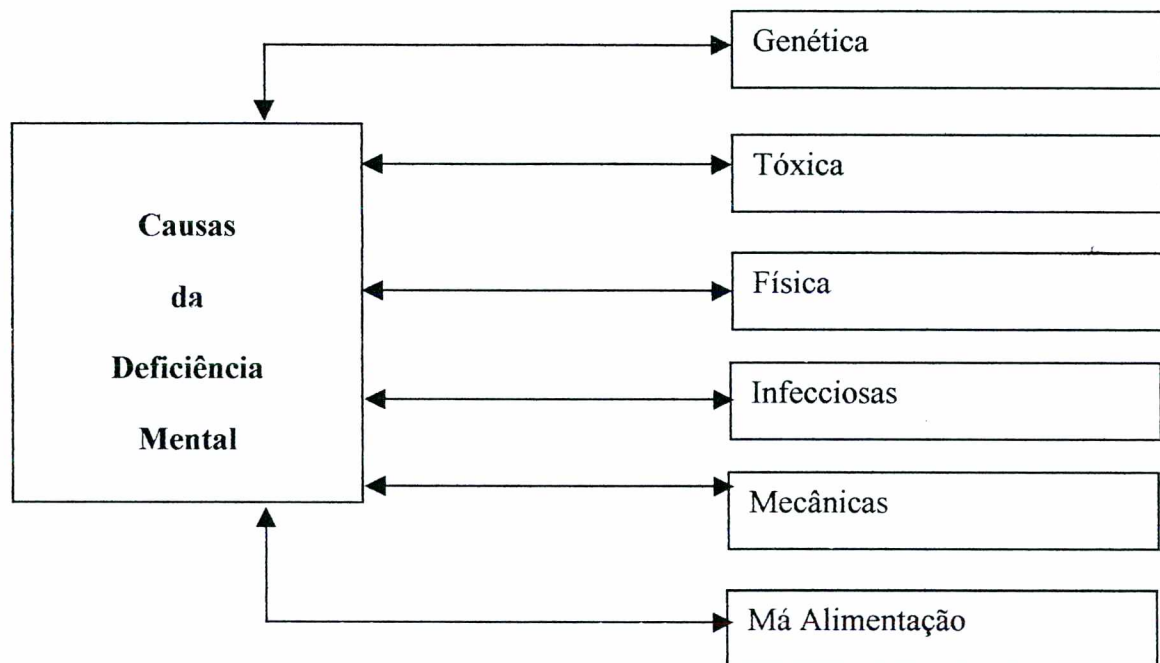 Genética
Tóxica
Causas
da
Deficiência
Mental
Física
Infecciosas
Mecânicas
Má Alimentação